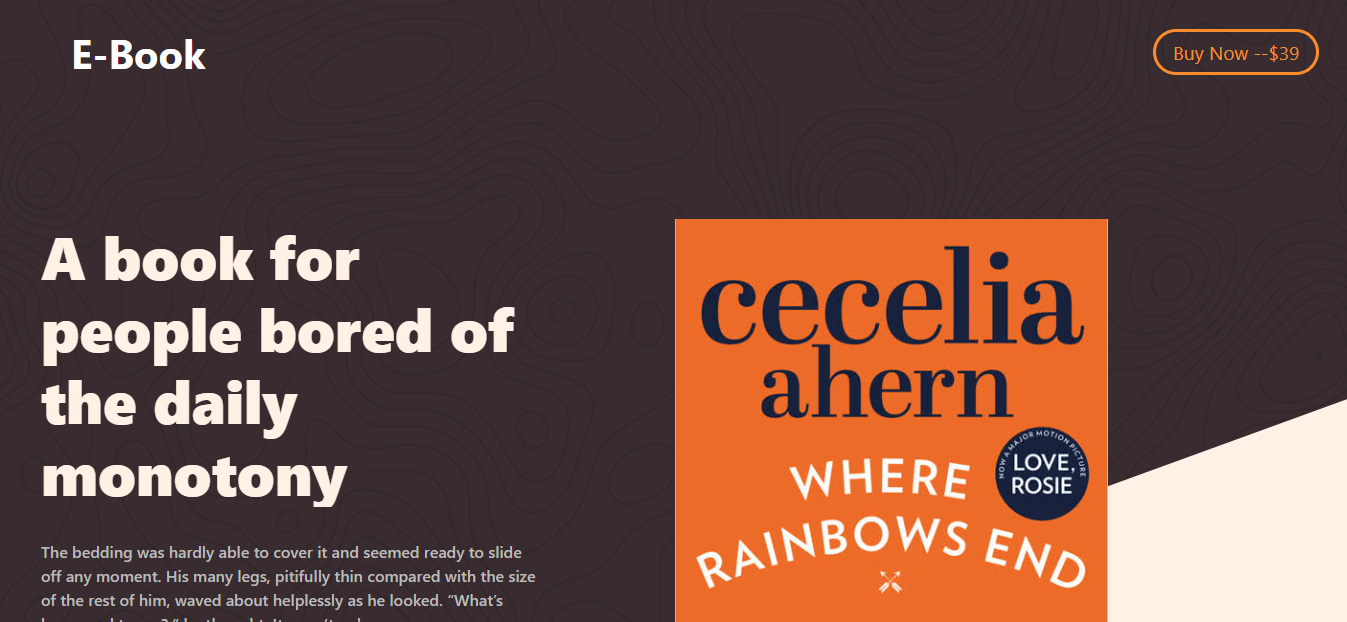 E-Book
Buy Now --$39
A book for
people bored of
the daily
monotony
The bedding was hardly able to cover it and seemed ready to slide
off any moment. His many legs, pitifully thin compared with the size
of the rest of him, waved about helplessly as he looked. “What’s
cecelia
ahern
NOW A MAJOR MOTION PICTURE
LOVE,
ROSIE
WHERE
RAINBOWS END